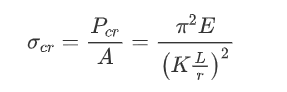 σ_cr = P_cr / A = π²E / (K L/r)²